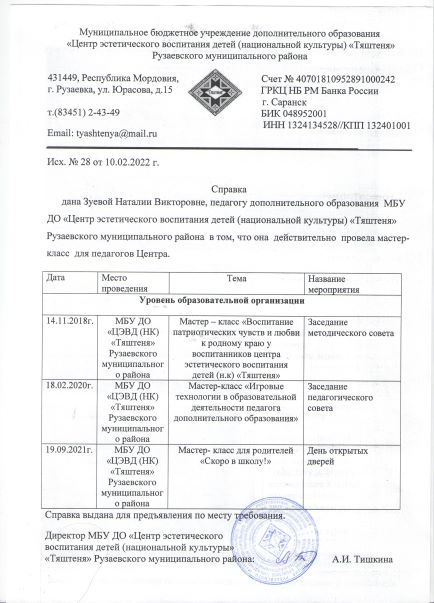 Муниципальное бюджетное учреждение дополнительного образования
«Центр эстетического воспитания детей (национальной культуры) «Тяштеня»
Рузаевского муниципального района
431449, Республика Мордовия,
г. Рузаевка, ул. Юрасова, д.15
т.(83451) 2-43-49
Email: tyashtenya@mail.ru
Счет № 40701810952891000242
ГРКЦ НБ РМ Банка России
г. Саранск
БИК 048952001
ИНН 1324134528//КПП 132401001
Исх. № 28 от 10.02.2022 г.
Справка
дана Зуевой Наталии Викторовне, педагогу дополнительного образования МБУ
ДО «Центр эстетического воспитания детей (национальной культуры) «Тяштеня»
Рузаевского муниципального района в том, что она действительно провела мастер-
класс для педагогов Центра.
Дата
Место
проведения
Тема
Название
мероприятия
Уровень образовательной организации
14.11.2018г.
МБУ ДО
«ЦЭВД (НК)
«Тяштеня»
Рузаевского
муниципальног
о района
Мастер – класс «Воспитание
патриотических чувств и любви
к родному краю у
воспитанников центра
эстетического воспитания
детей (н.к) «Тяштеня»
Заседание
методического совета
18.02.2020г.
МБУ ДО
«ЦЭВД (НК)
«Тяштеня»
Рузаевского
муниципальног
о района
Мастер-класс «Игровые
технологии в образовательной
деятельности педагога
дополнительного образования»
Заседание
педагогического
совета
19.09.2021г.
МБУ ДО
«ЦЭВД (НК)
«Тяштеня»
Рузаевского
муниципальног
о района
Мастер- класс для родителей
«Скоро в школу!»
День открытых
дверей
Справка выдана для предъявления по месту требования.
Директор МБУ ДО «Центр эстетического
воспитания детей (национальной культуры»
«Тяштеня» Рузаевского муниципального района:
А.И. Тишкина